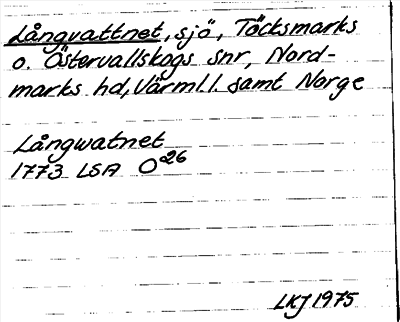 Långvattnet, sjö, Töcksmarks
o. Östervallskogs snr, Nord-
marks hd, Värml.l. samt Norge
Långwatnet
1773 LSA O26
LKJ 1975